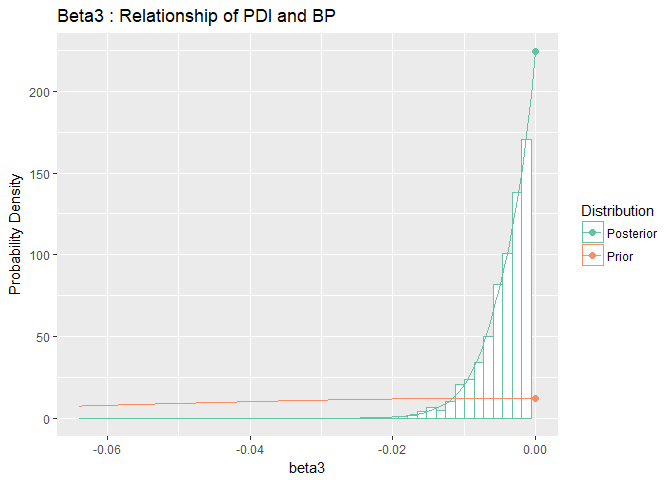 Beta3 : Relationship of PDI and BP
Probability Density
200
150
100
50
0
-0.06
-0.04
-0.02
0.00
beta3
Distribution
Posterior
Prior